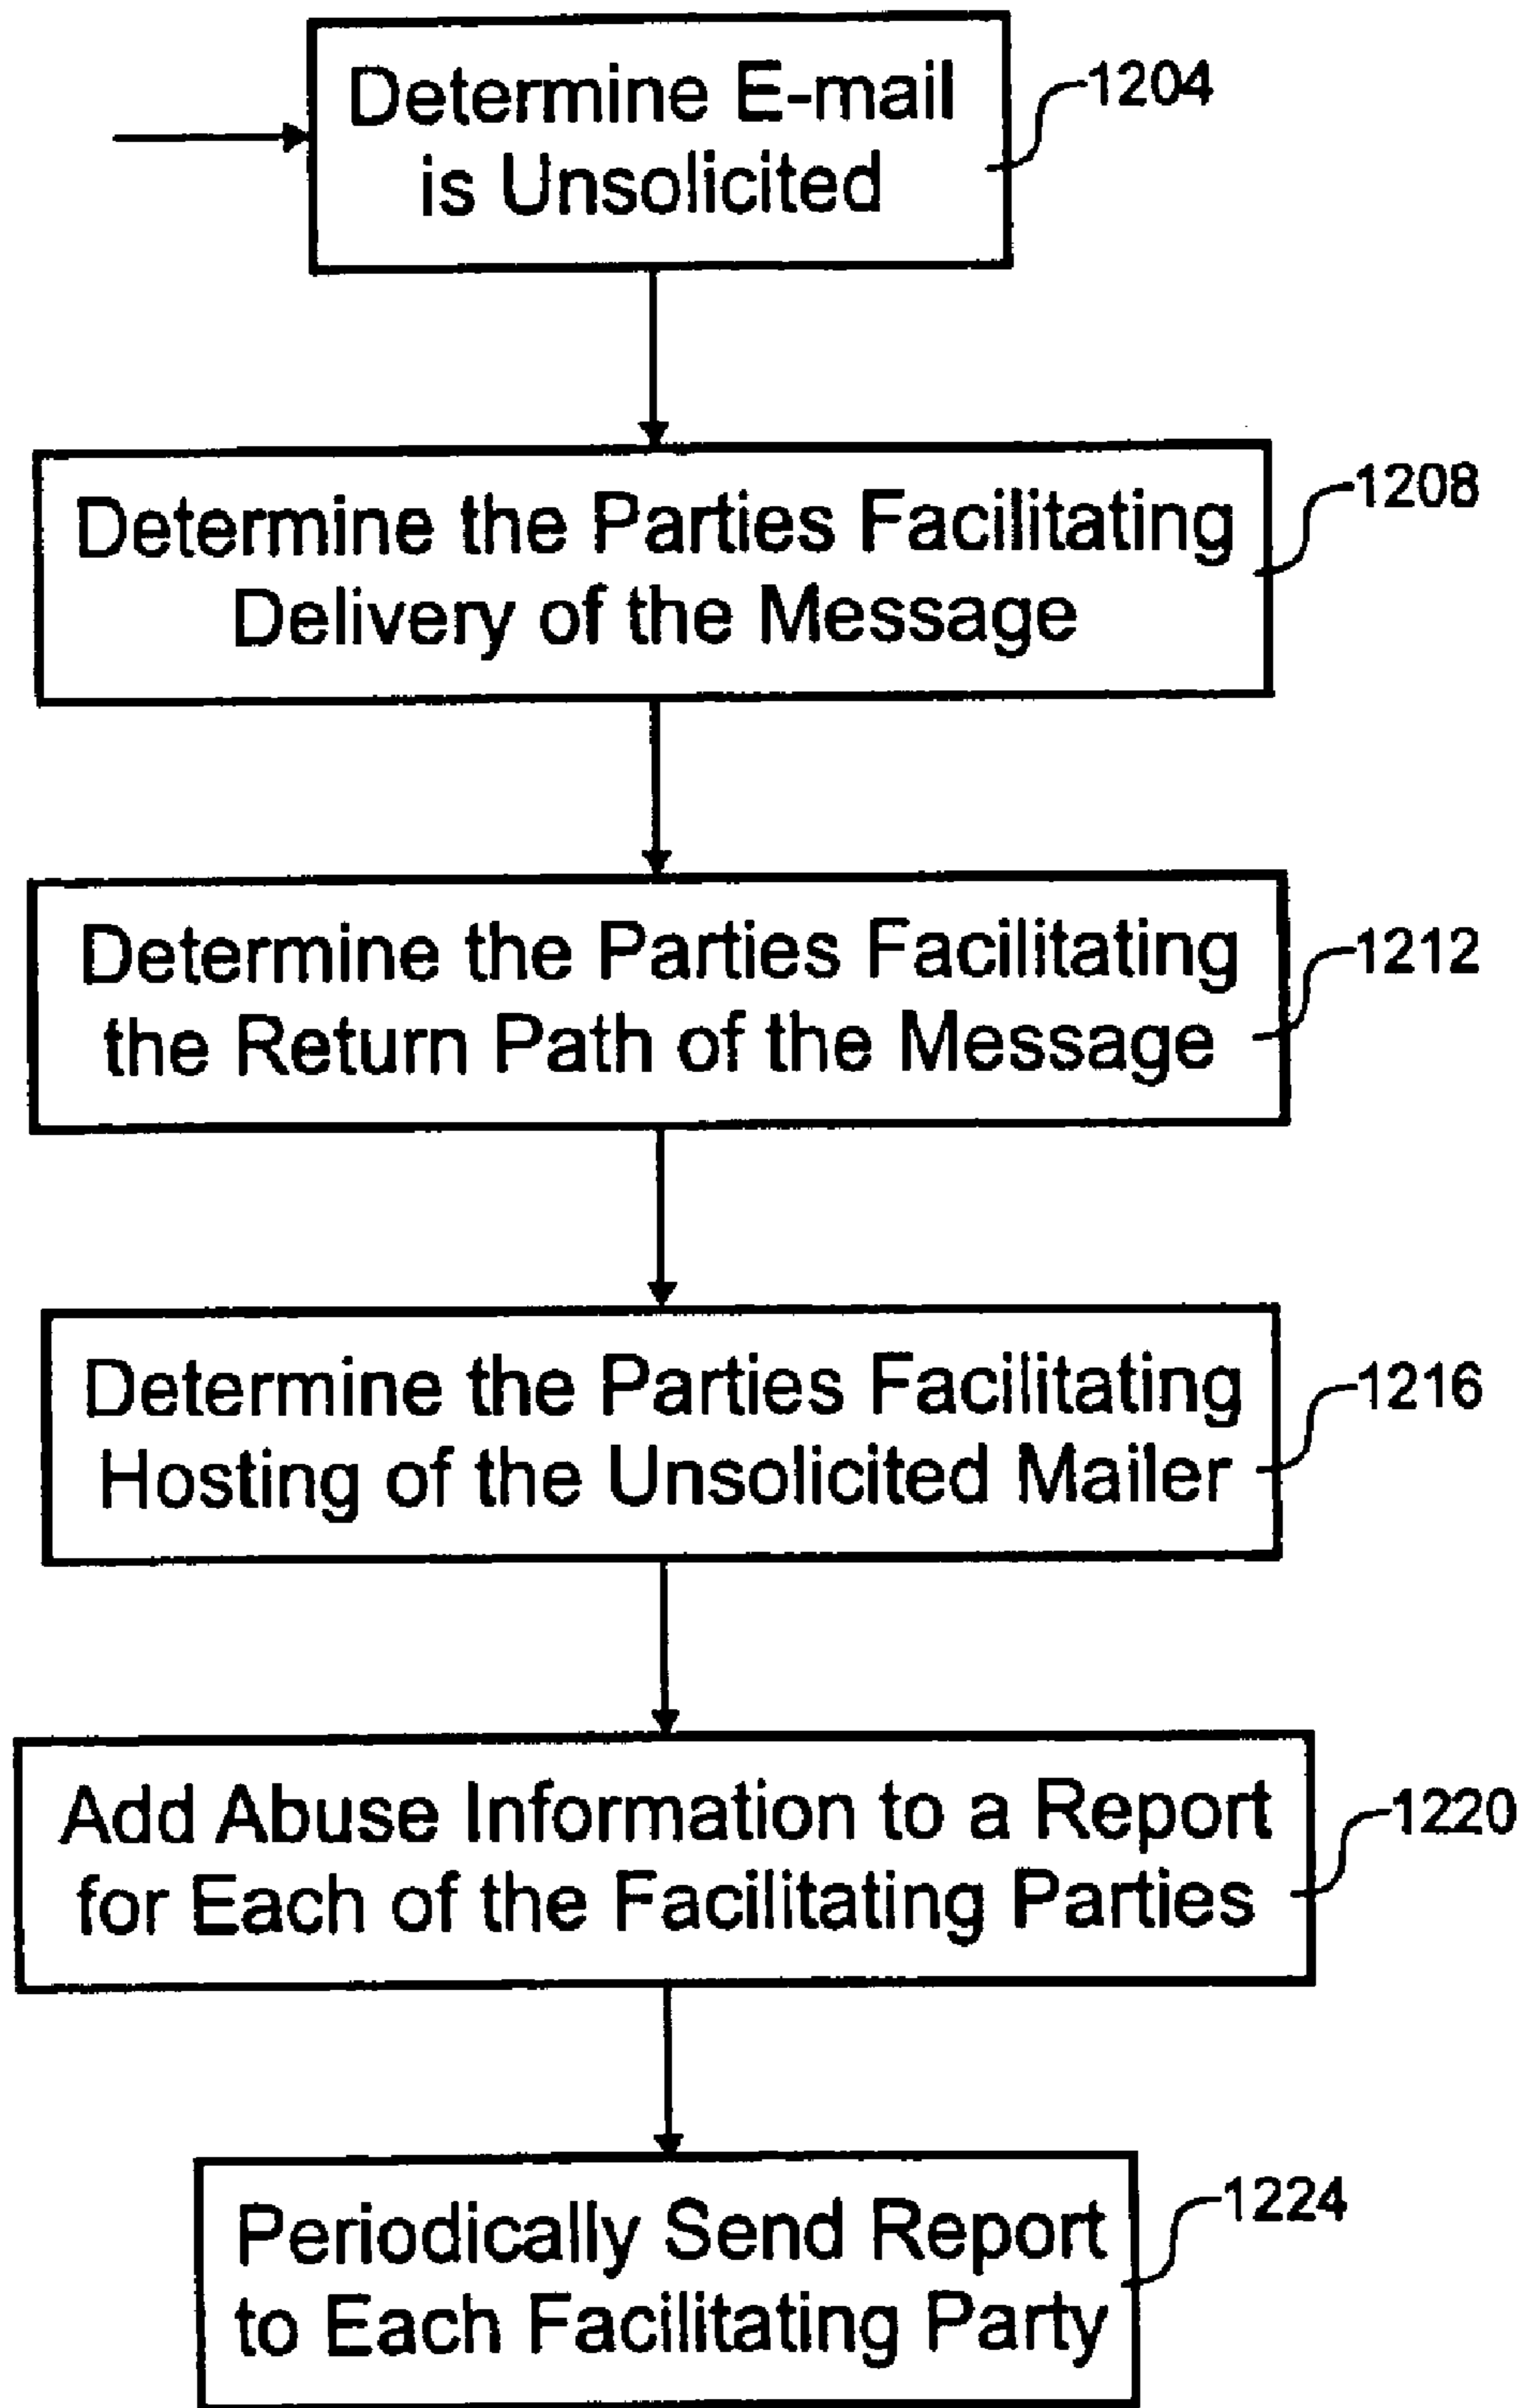 Determine E-mail
is Unsolicited
1204
Determine the Parties Facilitating
Delivery of the Message
1208
Determine the Parties Facilitating
the Return Path of the Message
1212
Determine the Parties Facilitating
Hosting of the Unsolicited Mailer
1216
Add Abuse Information to a Report
for Each of the Facilitating Parties
1220
Periodically Send Report
to Each Facilitating Party
1224